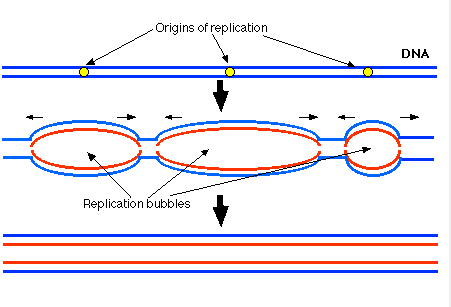 Origins of replication
DNA
Replication bubbles